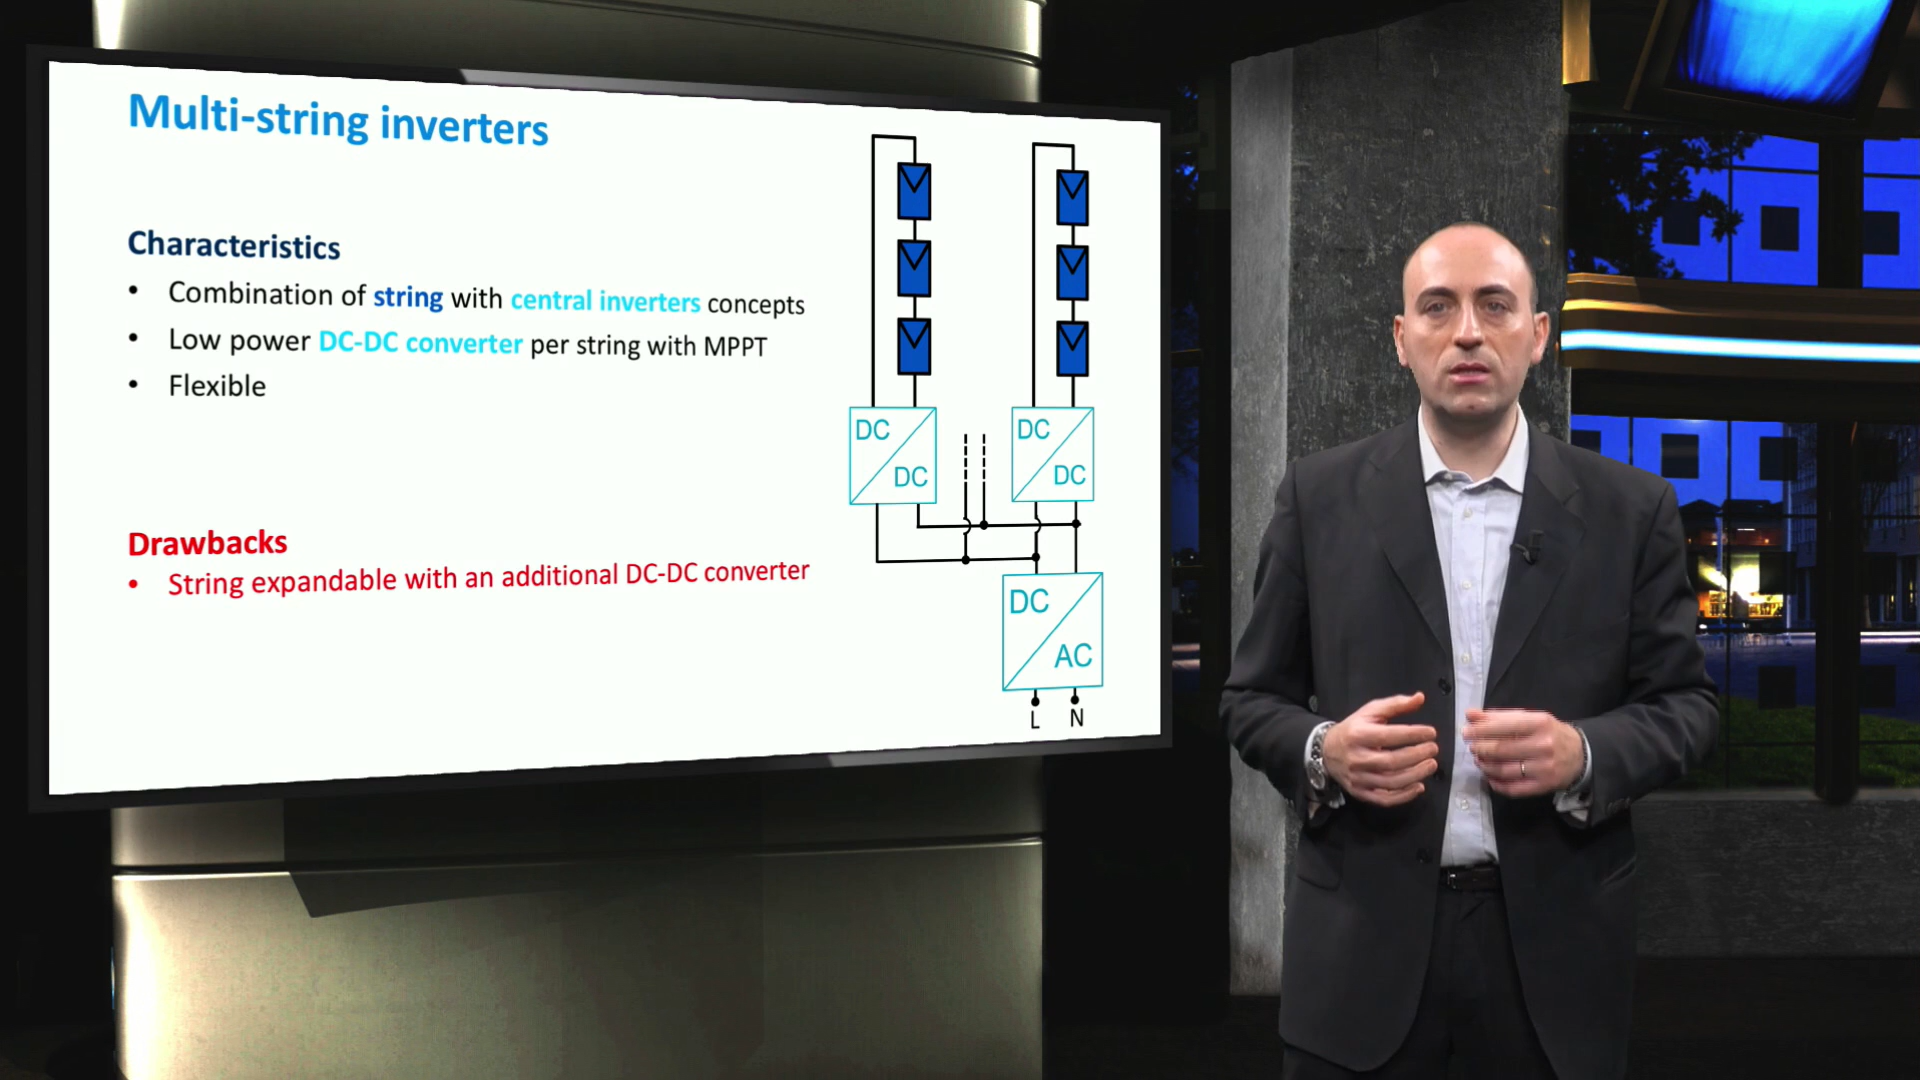 Multi-string inverters
Characteristics
• Combination of string with central inverters concepts
• Low power DC-DC converter per string with MPPT
• Flexible
Drawbacks
• String expandable with an additional DC-DC converter
DC
DC
DC
DC
DC
AC
L N